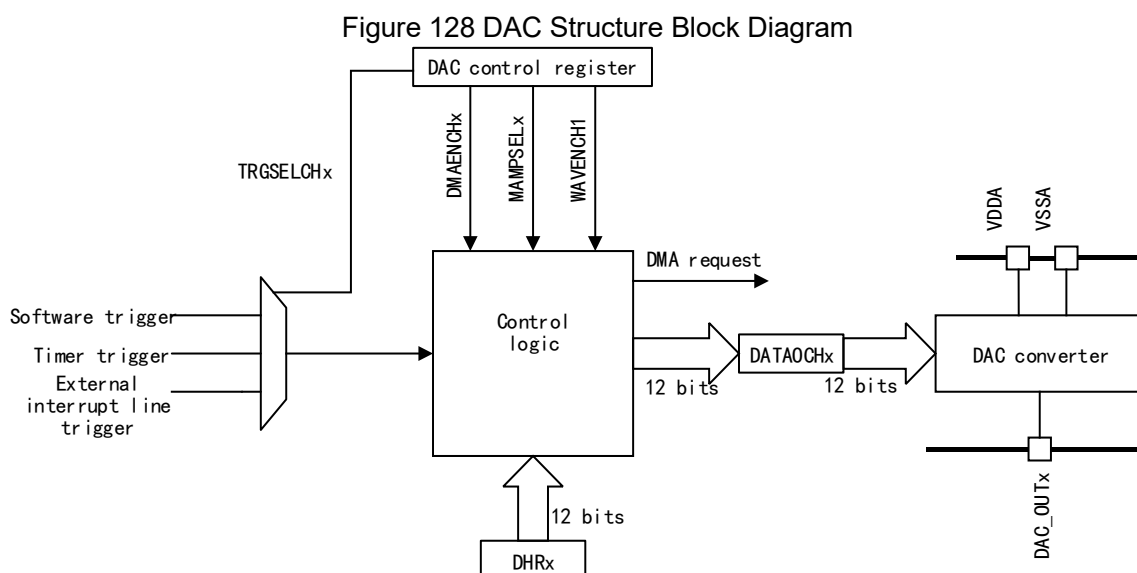 Figure 128 DAC Structure Block Diagram
DAC control register
TRGSELCHx
DMAENCHx
MAMPSELx
WAVENCH1
VDDA
VSSA
DMA request
Software trigger
Timer trigger
External
interrupt line
trigger
Control
logic
DATAOCHx
DAC converter
12 bits
12 bits
12 bits
DHRx
DAC_OUTx